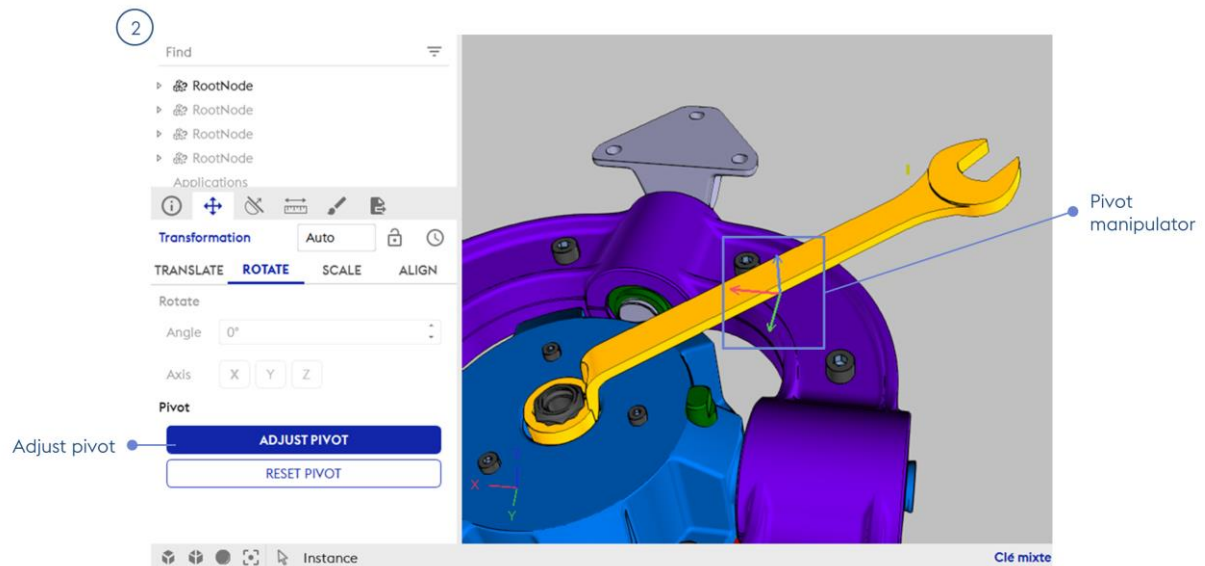 2
Find
RootNode
RootNode
RootNode
RootNode
Applications
Transformation Auto
TRANSLATE ROTATE SCALE ALIGN
Rotate
Angle 0°
Axis X Y Z
Pivot
Adjust pivot
ADJUST PIVOT
RESET PIVOT
Pivot
manipulator
X
Y
Instance
Clé mixte